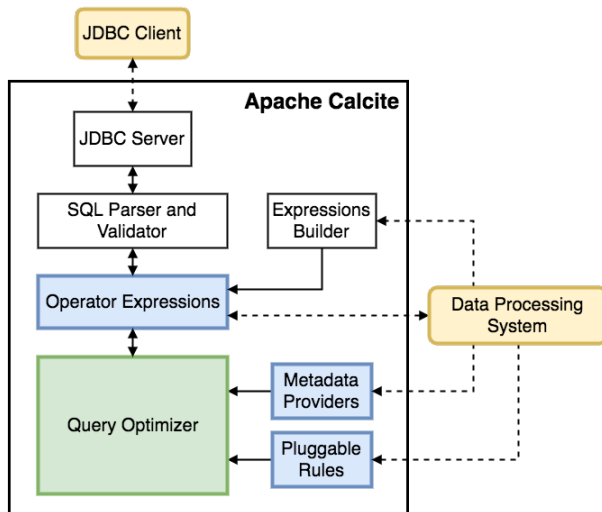 JDBC Client
Apache Calcite
JDBC Server
SQL Parser and
Validator
Expressions
Builder
Operator Expressions
Data Processing
System
Metadata
Providers
Query Optimizer
Pluggable
Rules